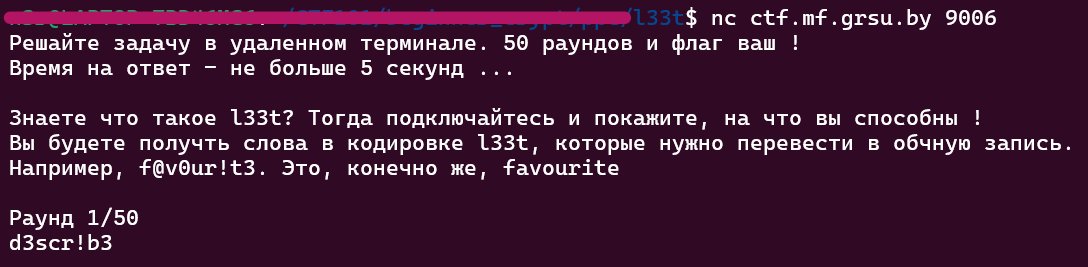 l33t$ nc ctf.mf.grsu.by 9006
Решайте задачу в удаленном терминале. 50 раундов и флаг ваш !
Время на ответ – не больше 5 секунд ...
Знаете что такое l33t? Тогда подключайтесь и покажите, на что вы способны !
Вы будете получть слова в кодировке l33t, которые нужно перевести в обчную запись.
Например, f@v0ur!t3. Это, конечно же, favourite
Раунд 1/50
d3scr!b3